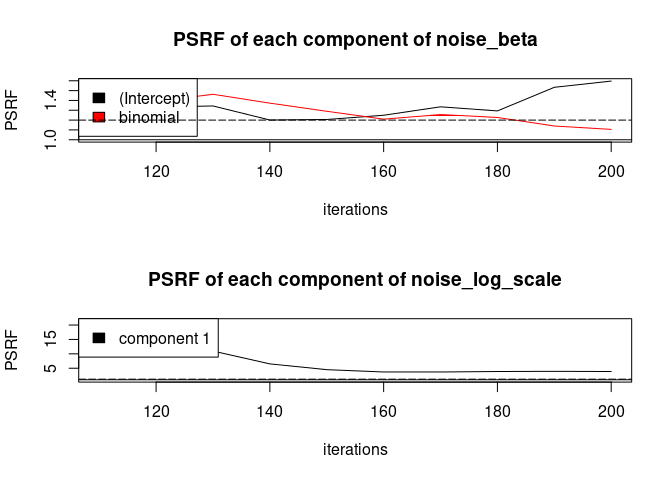 PSRF of each component of noise_beta
PSRF
1.0 1.4
(Intercept)
binomial
120 140 160 180 200
iterations
PSRF of each component of noise_log_scale
PSRF
5 15
component 1
120 140 160 180 200
iterations